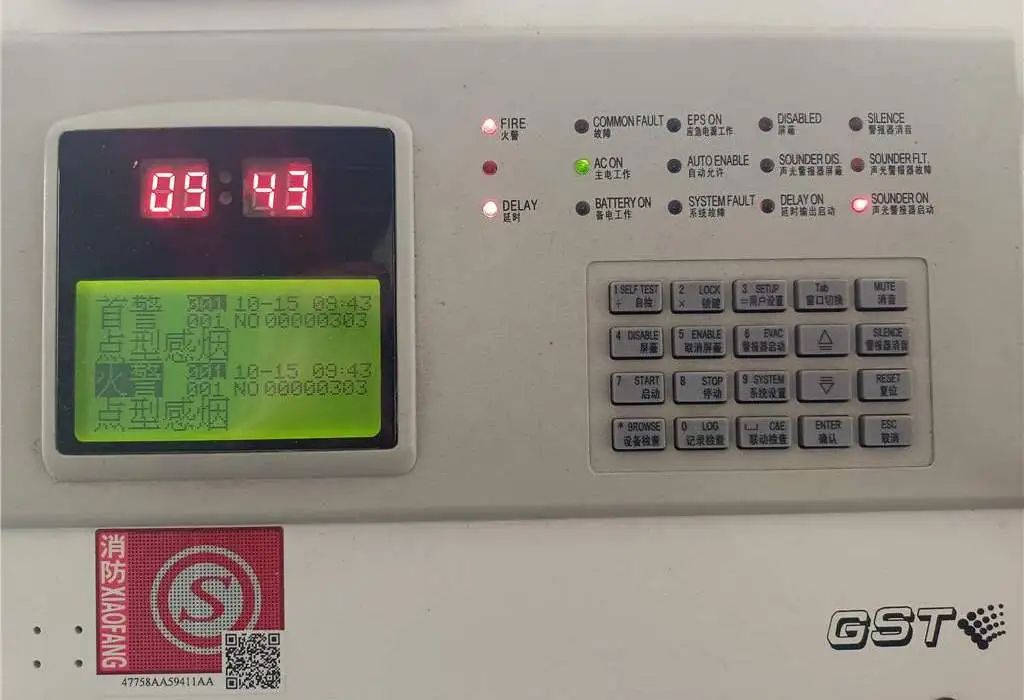 09 43
首警 001 10-15 09:43
001 NO 00000303
点型感烟
火警 001 10-15 09:43
001 NO 00000303
点型感烟
FIRE
火警
COMMON FAULT
故障
EPS ON
应急电源工作
DISABLED
屏蔽
SILENCE
警报器消音
AC ON
主电工作
AUTO ENABLE
自动允许
SOUNDER DIS.
声光警报器屏蔽
SOUNDER FLT.
声光警报器故障
DELAY
延时
BATTERY ON
备电工作
SYSTEM FAULT
系统故障
DELAY ON
延时输出启动
SOUNDER ON
声光警报器启动
1 SELF TEST
÷ 自检
2 LOCK
× 锁键
3 SETUP
=用户设置
Tab
窗口切换
MUTE
消音
4 DISABLE
屏蔽
5 ENABLE
取消屏蔽
6 EVAC
警报器启动
SILENCE
警报器消音
7 START
启动
8 STOP
停动
9 SYSTEM
系统设置
RESET
复位
* BROWSE
设备检查
0 LOG
记录检查
C&E
联动检查
ENTER
确认
ESC
取消
消防XIAOFANG
S
47758AA59411AA
GST